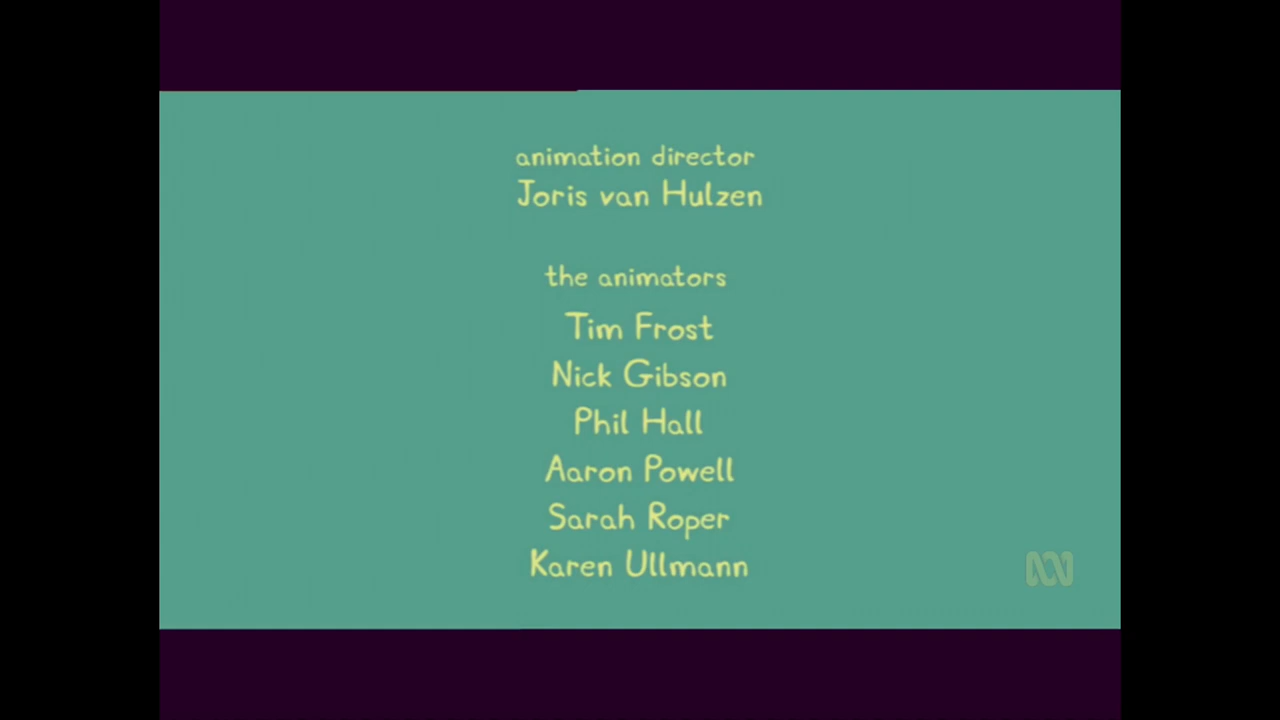 animation director
Joris van Hulzen
the animators
Tim Frost
Nick Gibson
Phil Hall
Aaron Powell
Sarah Roper
Karen Ullmann